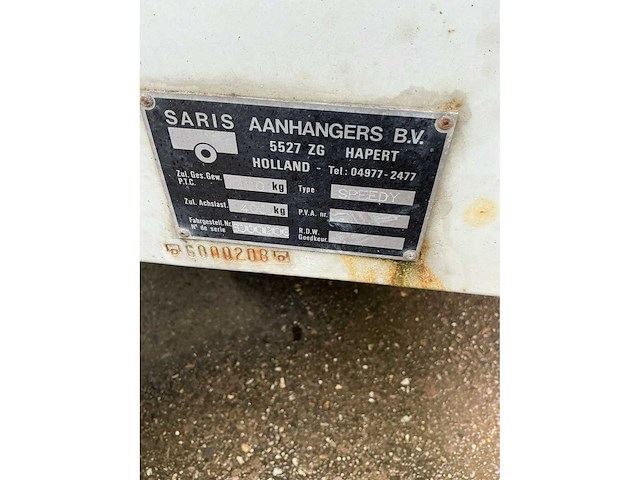 SARIS AANHANGERS B.V.
5527 ZG HAPERT
HOLLAND - Tel: 04977-2477
Zul. Ges. Gew.
P.T.C. kg
Type SPEEDY
Zul. Achslast. kg
P.V.A. nr.
Fahrgestell. Nr.
N° de serie
R.D.W.
Goedkeur.